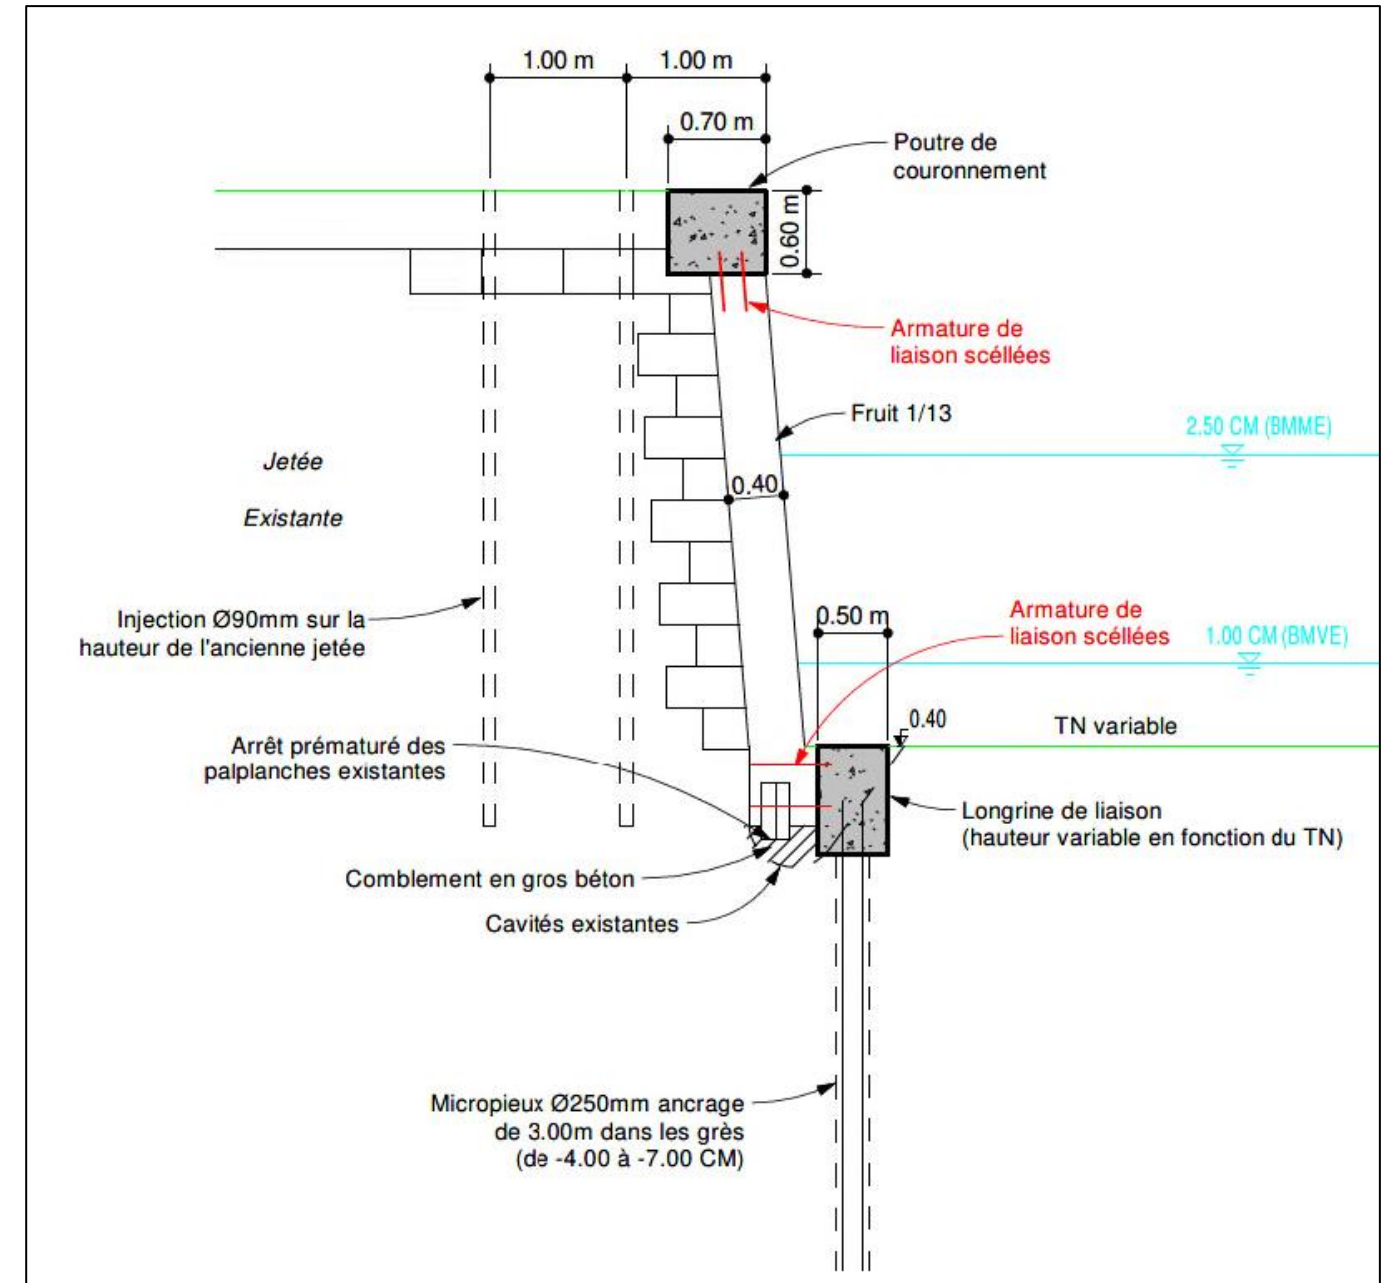 1.00 m
1.00 m
0.70 m
Poutre de
couronnement
0.60 m
Armature de
liaison scéllées
Fruit 1/13
2.50 CM (BMME)
Jetée
0.40
Existante
Injection Ø90mm sur la
hauteur de l'ancienne jetée
0.50 m
Armature de
liaison scéllées
1.00 CM (BMVE)
0.40
TN variable
Arrêt prématuré des
palplanches existantes
Longrine de liaison
(hauteur variable en fonction du TN)
Comblement en gros béton
Cavités existantes
Micropieux Ø250mm ancrage
de 3.00m dans les grès
(de -4.00 à -7.00 CM)